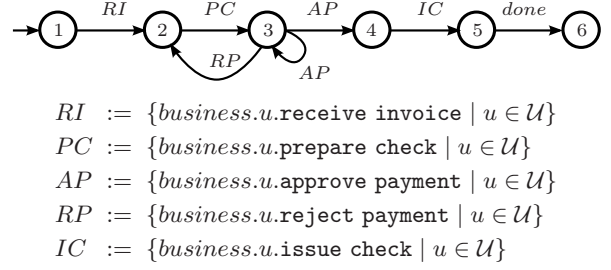 RI PC AP IC done
1 2 3 4 5 6
RP
AP
RI := {business.u.receive invoice | u ∈ 𝒰}
PC := {business.u.prepare check | u ∈ 𝒰}
AP := {business.u.approve payment | u ∈ 𝒰}
RP := {business.u.reject payment | u ∈ 𝒰}
IC := {business.u.issue check | u ∈ 𝒰}